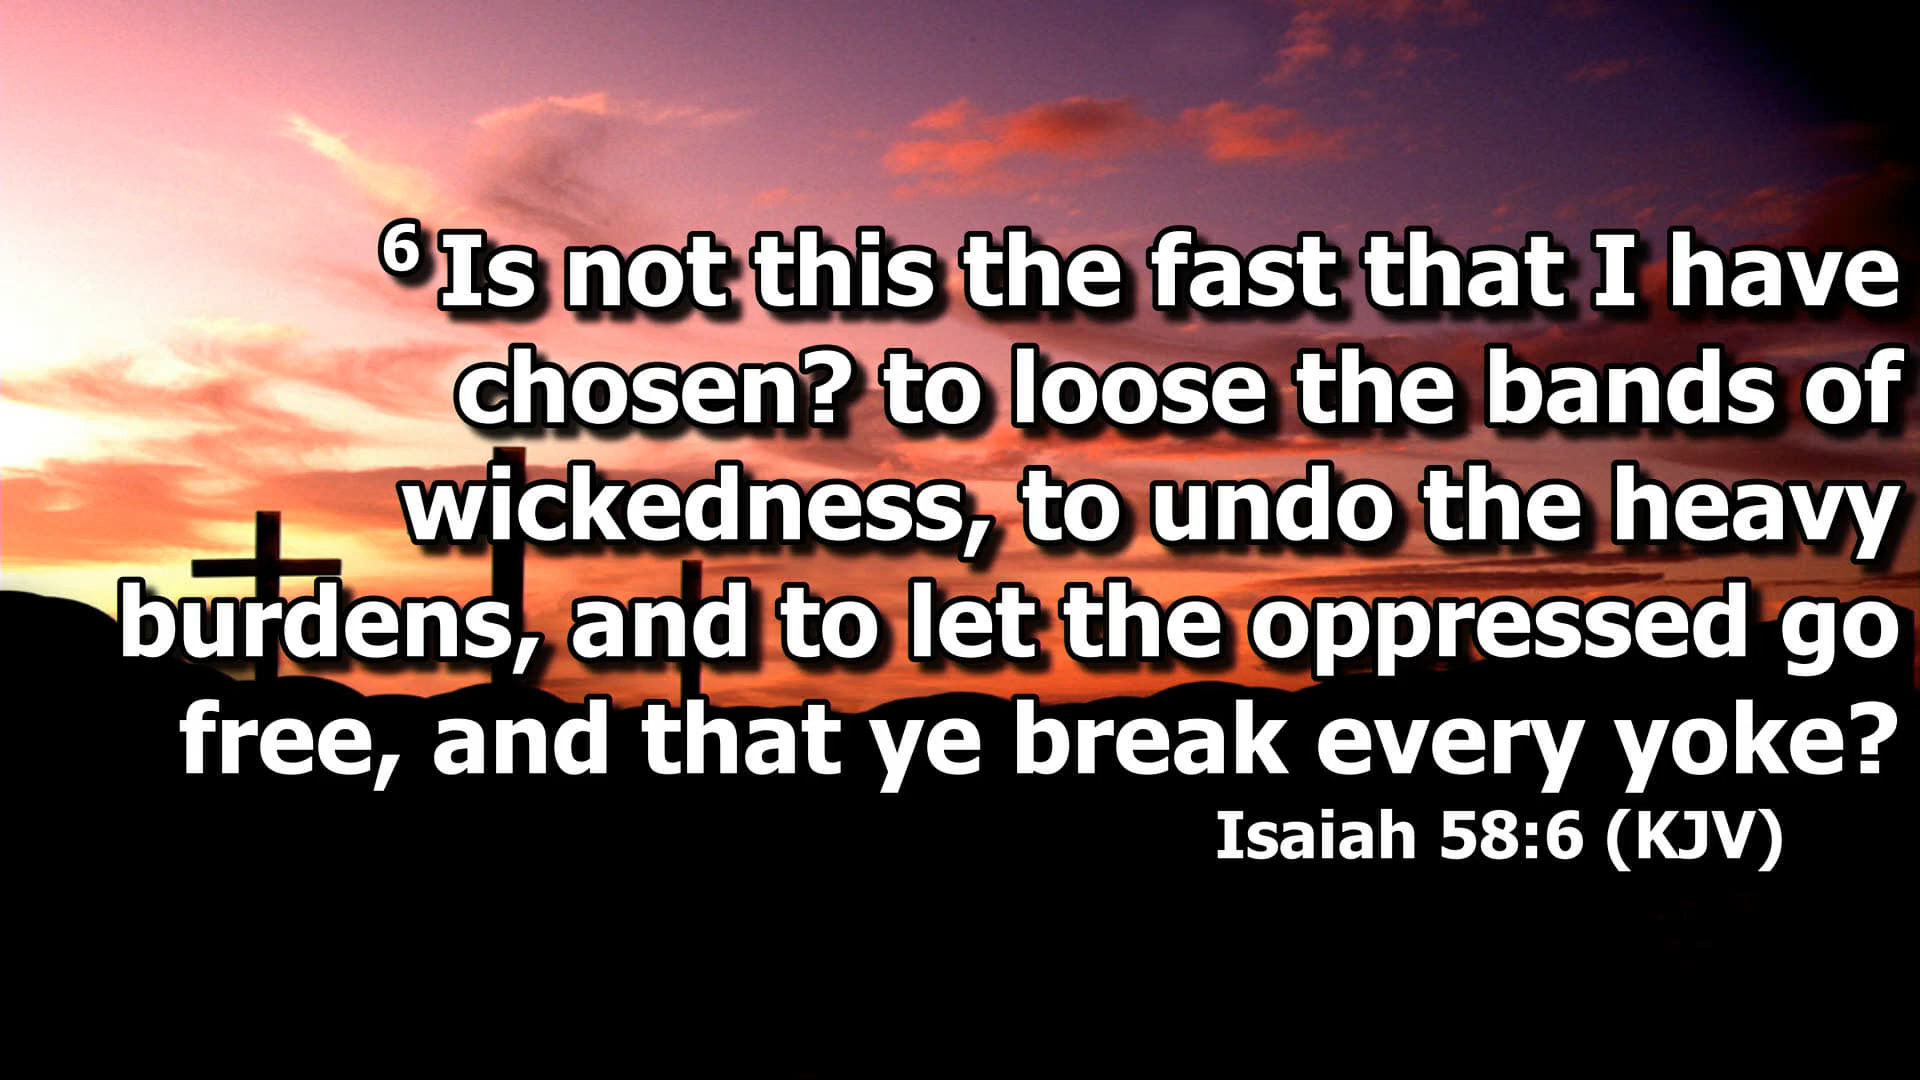 6 Is not this the fast that I have
chosen? to loose the bands of
wickedness, to undo the heavy
burdens, and to let the oppressed go
free, and that ye break every yoke?
Isaiah 58:6 (KJV)